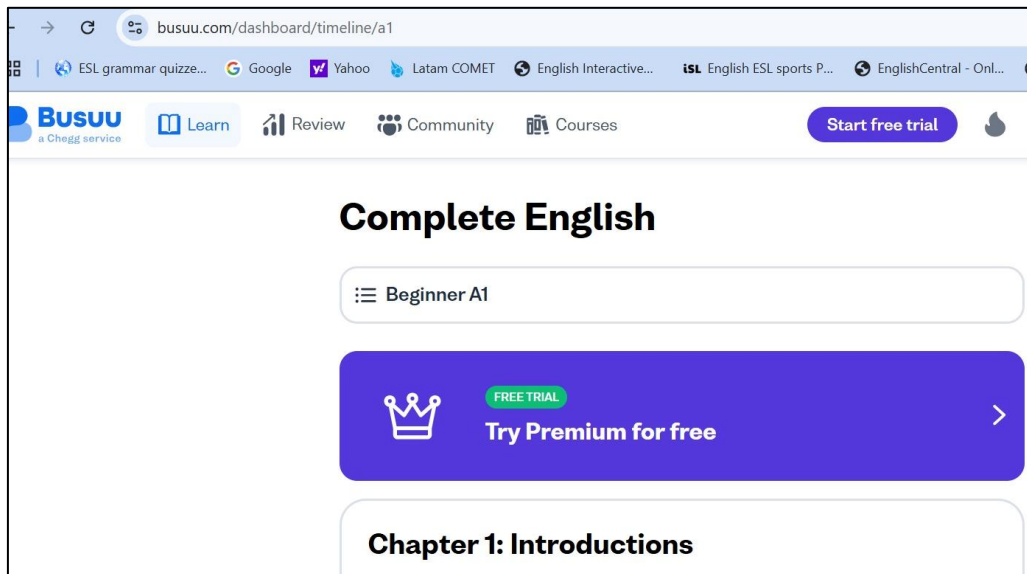 busuu.com/dashboard/timeline/a1
ESL grammar quizze... Google Yahoo Latam COMET English Interactive... iSL English ESL sports P... EnglishCentral - Onl...
BUSUU Learn Review Community Courses Start free trial
a Chegg service
Complete English
Beginner A1
FREE TRIAL
Try Premium for free
Chapter 1: Introductions